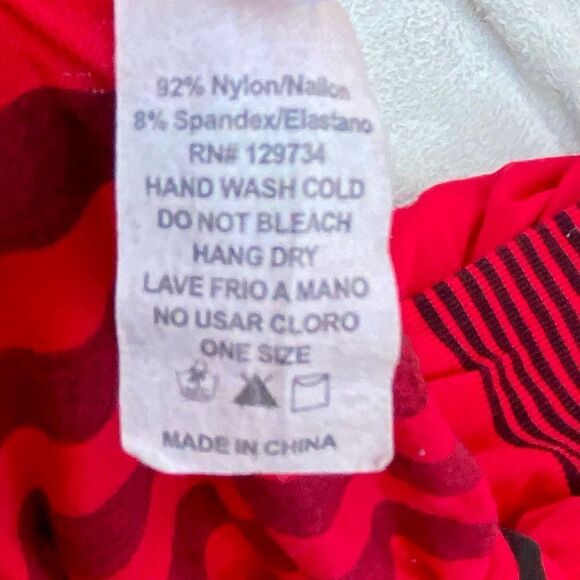 92% Nylon/Nailon
8% Spandex/Elastano
RN# 129734
HAND WASH COLD
DO NOT BLEACH
HANG DRY
LAVE FRIO A MANO
NO USAR CLORO
ONE SIZE
MADE IN CHINA